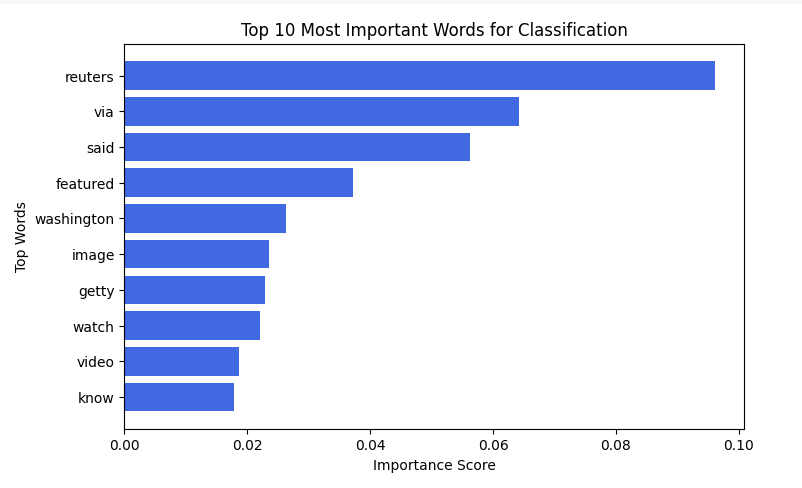 Top 10 Most Important Words for Classification
Top Words
reuters
via
said
featured
washington
image
getty
watch
video
know
0.00 0.02 0.04 0.06 0.08 0.10
Importance Score